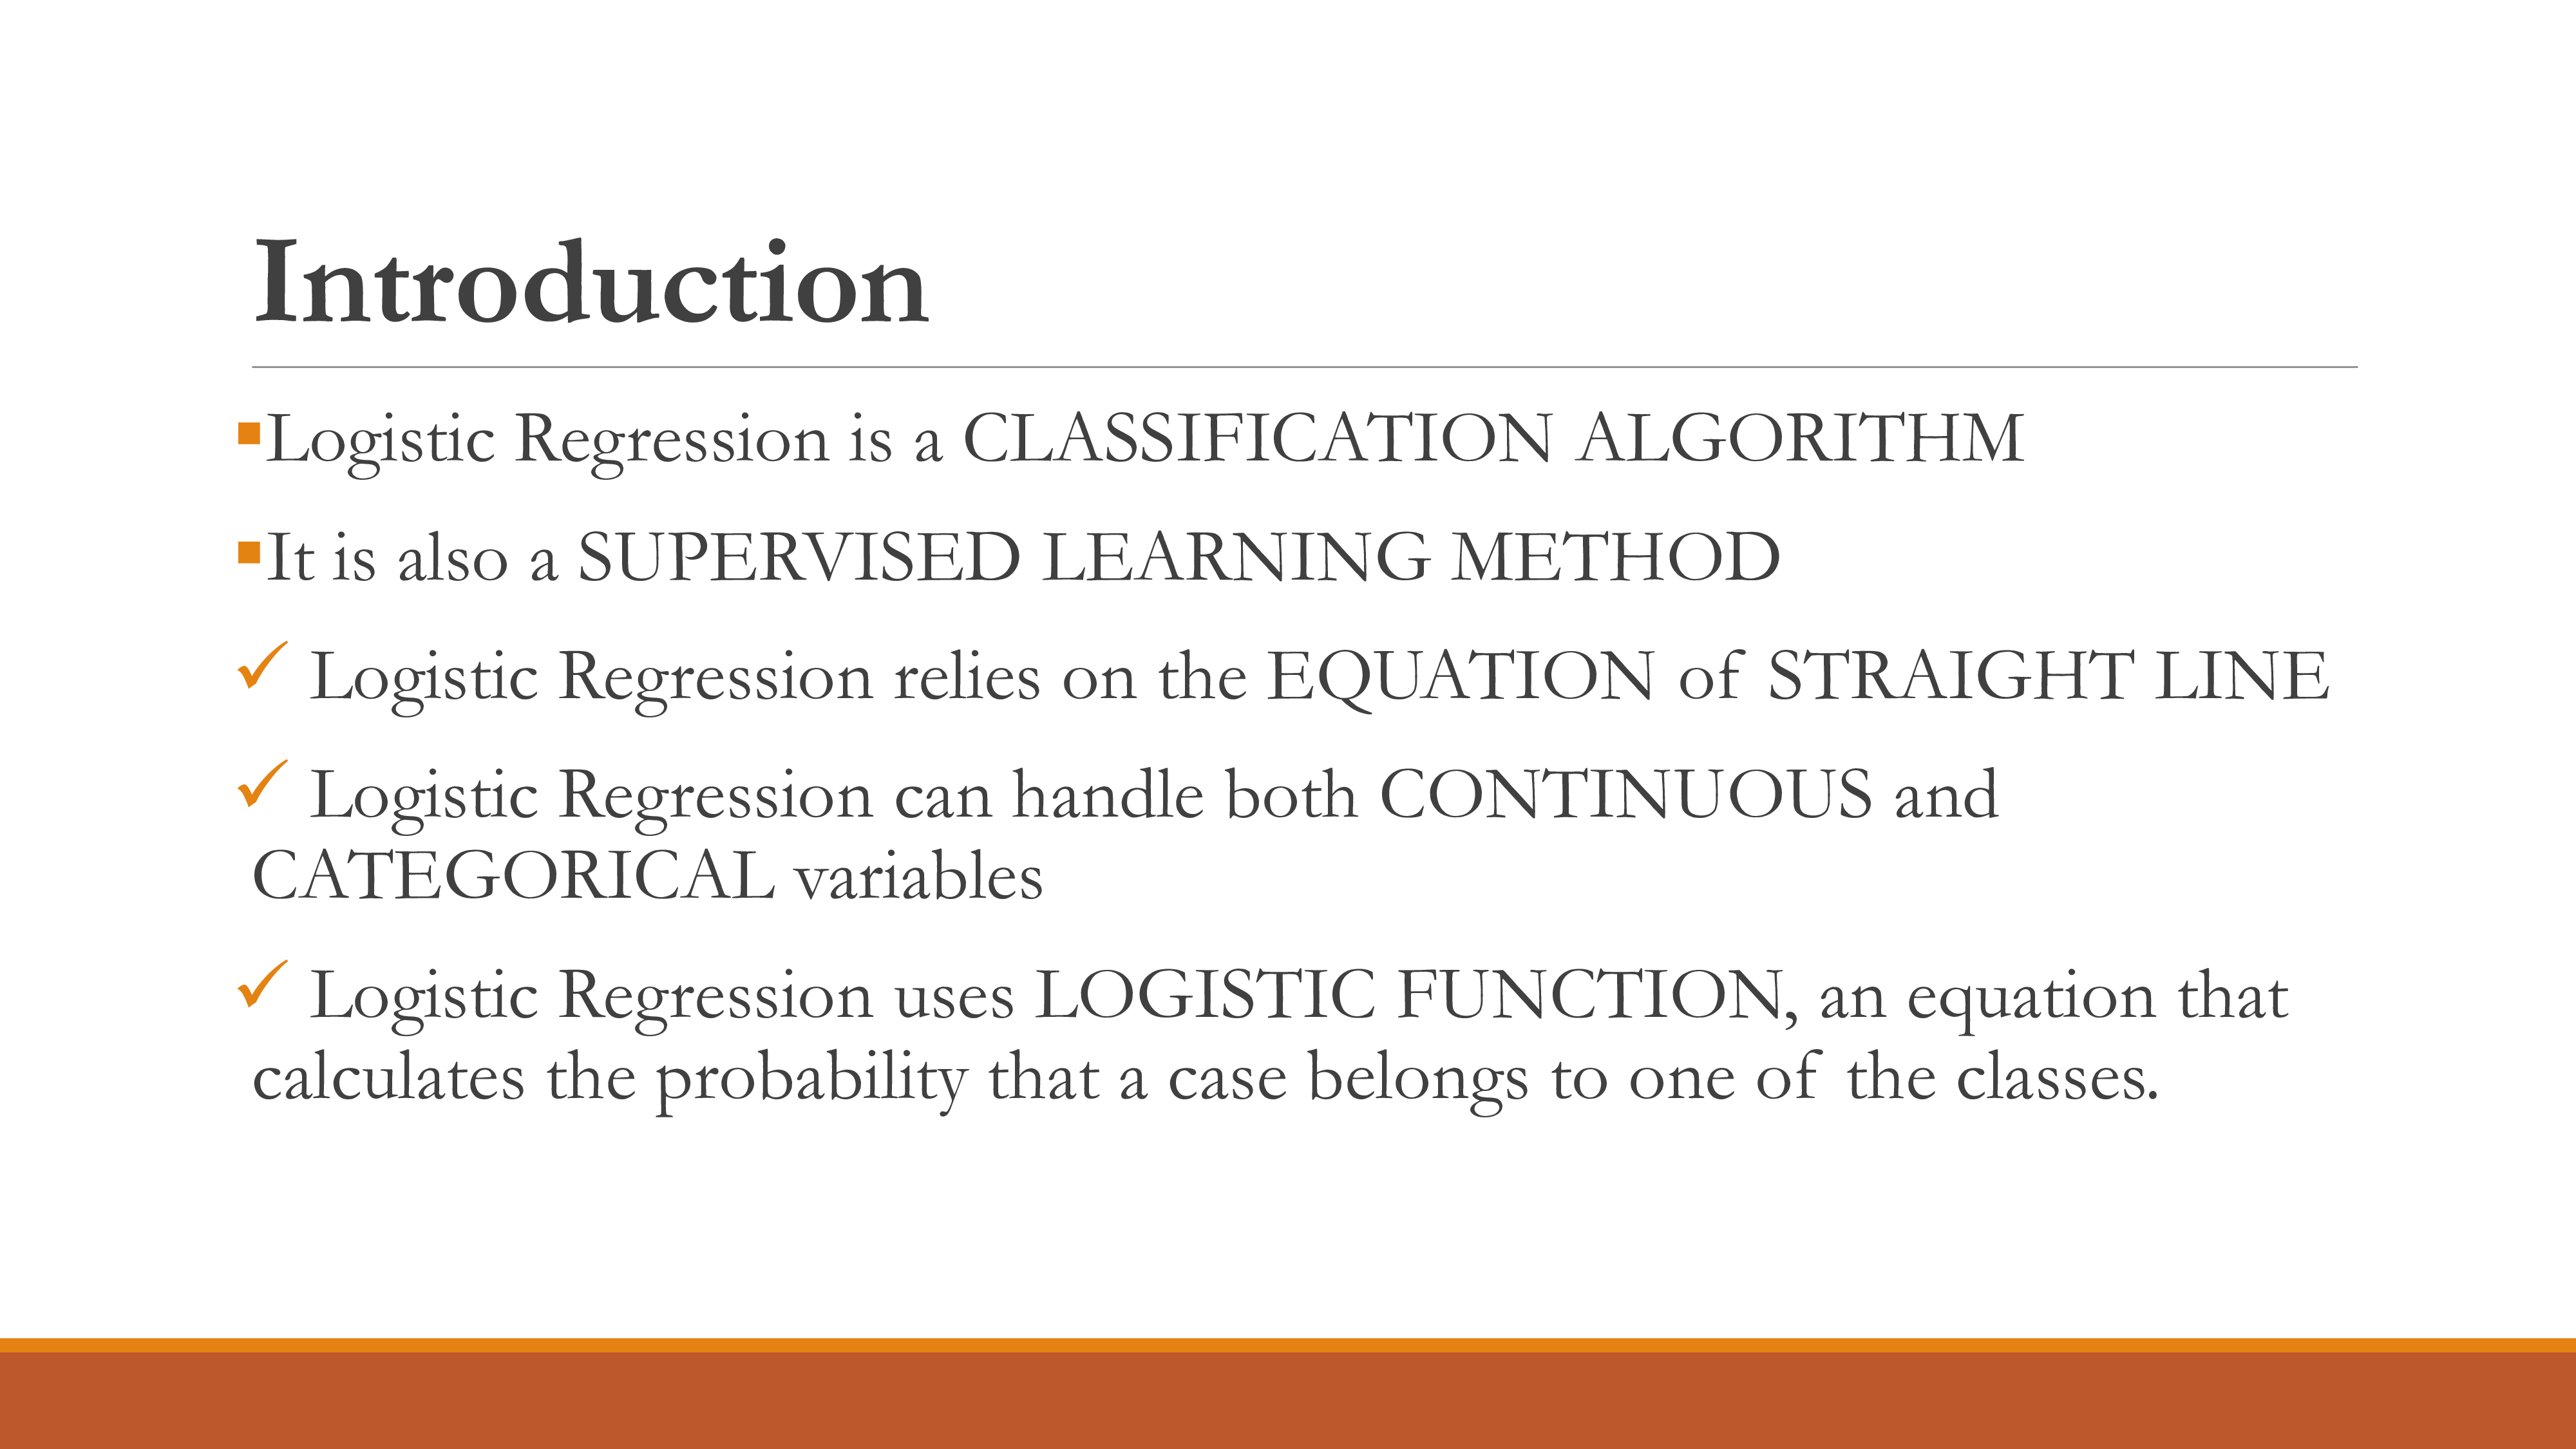 Introduction
▪Logistic Regression is a CLASSIFICATION ALGORITHM
▪It is also a SUPERVISED LEARNING METHOD
✓ Logistic Regression relies on the EQUATION of STRAIGHT LINE
✓ Logistic Regression can handle both CONTINUOUS and
CATEGORICAL variables
✓ Logistic Regression uses LOGISTIC FUNCTION, an equation that
calculates the probability that a case belongs to one of the classes.